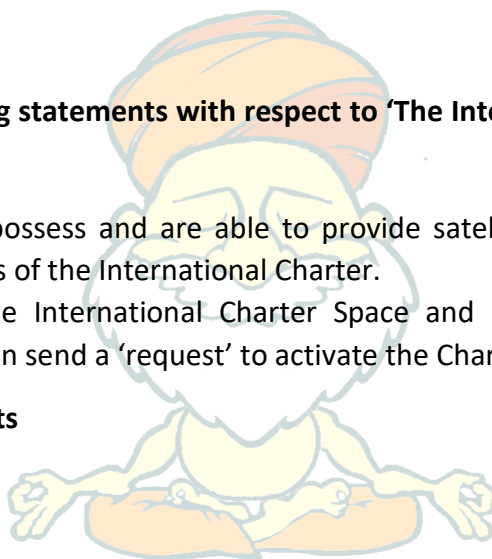 g statements with respect to ‘The Inte
possess and are able to provide satel
s of the International Charter.
e International Charter Space and
n send a ‘request’ to activate the Char
ts